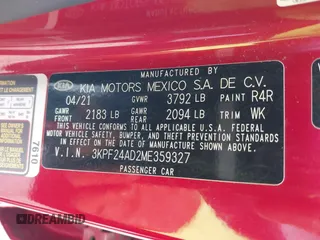 MANUFACTURED BY
KIA KIA MOTORS MEXICO S.A. DE C.V.
04/21 GVWR 3792 LB PAINT R4R
GAWR FRONT 2183 LB GAWR REAR 2094 LB TRIM WK
THIS VEHICLE CONFORMS TO ALL APPLICABLE U.S. FEDERAL
MOTOR VEHICLE SAFETY, BUMPER, AND THEFT PREVENTION
STANDARDS IN EFFECT ON THE DATE OF MANUFACTURE SHOWN ABOVE.
V.I.N. 3KPF24AD2ME359327
PASSENGER CAR
7610
DREAMBID